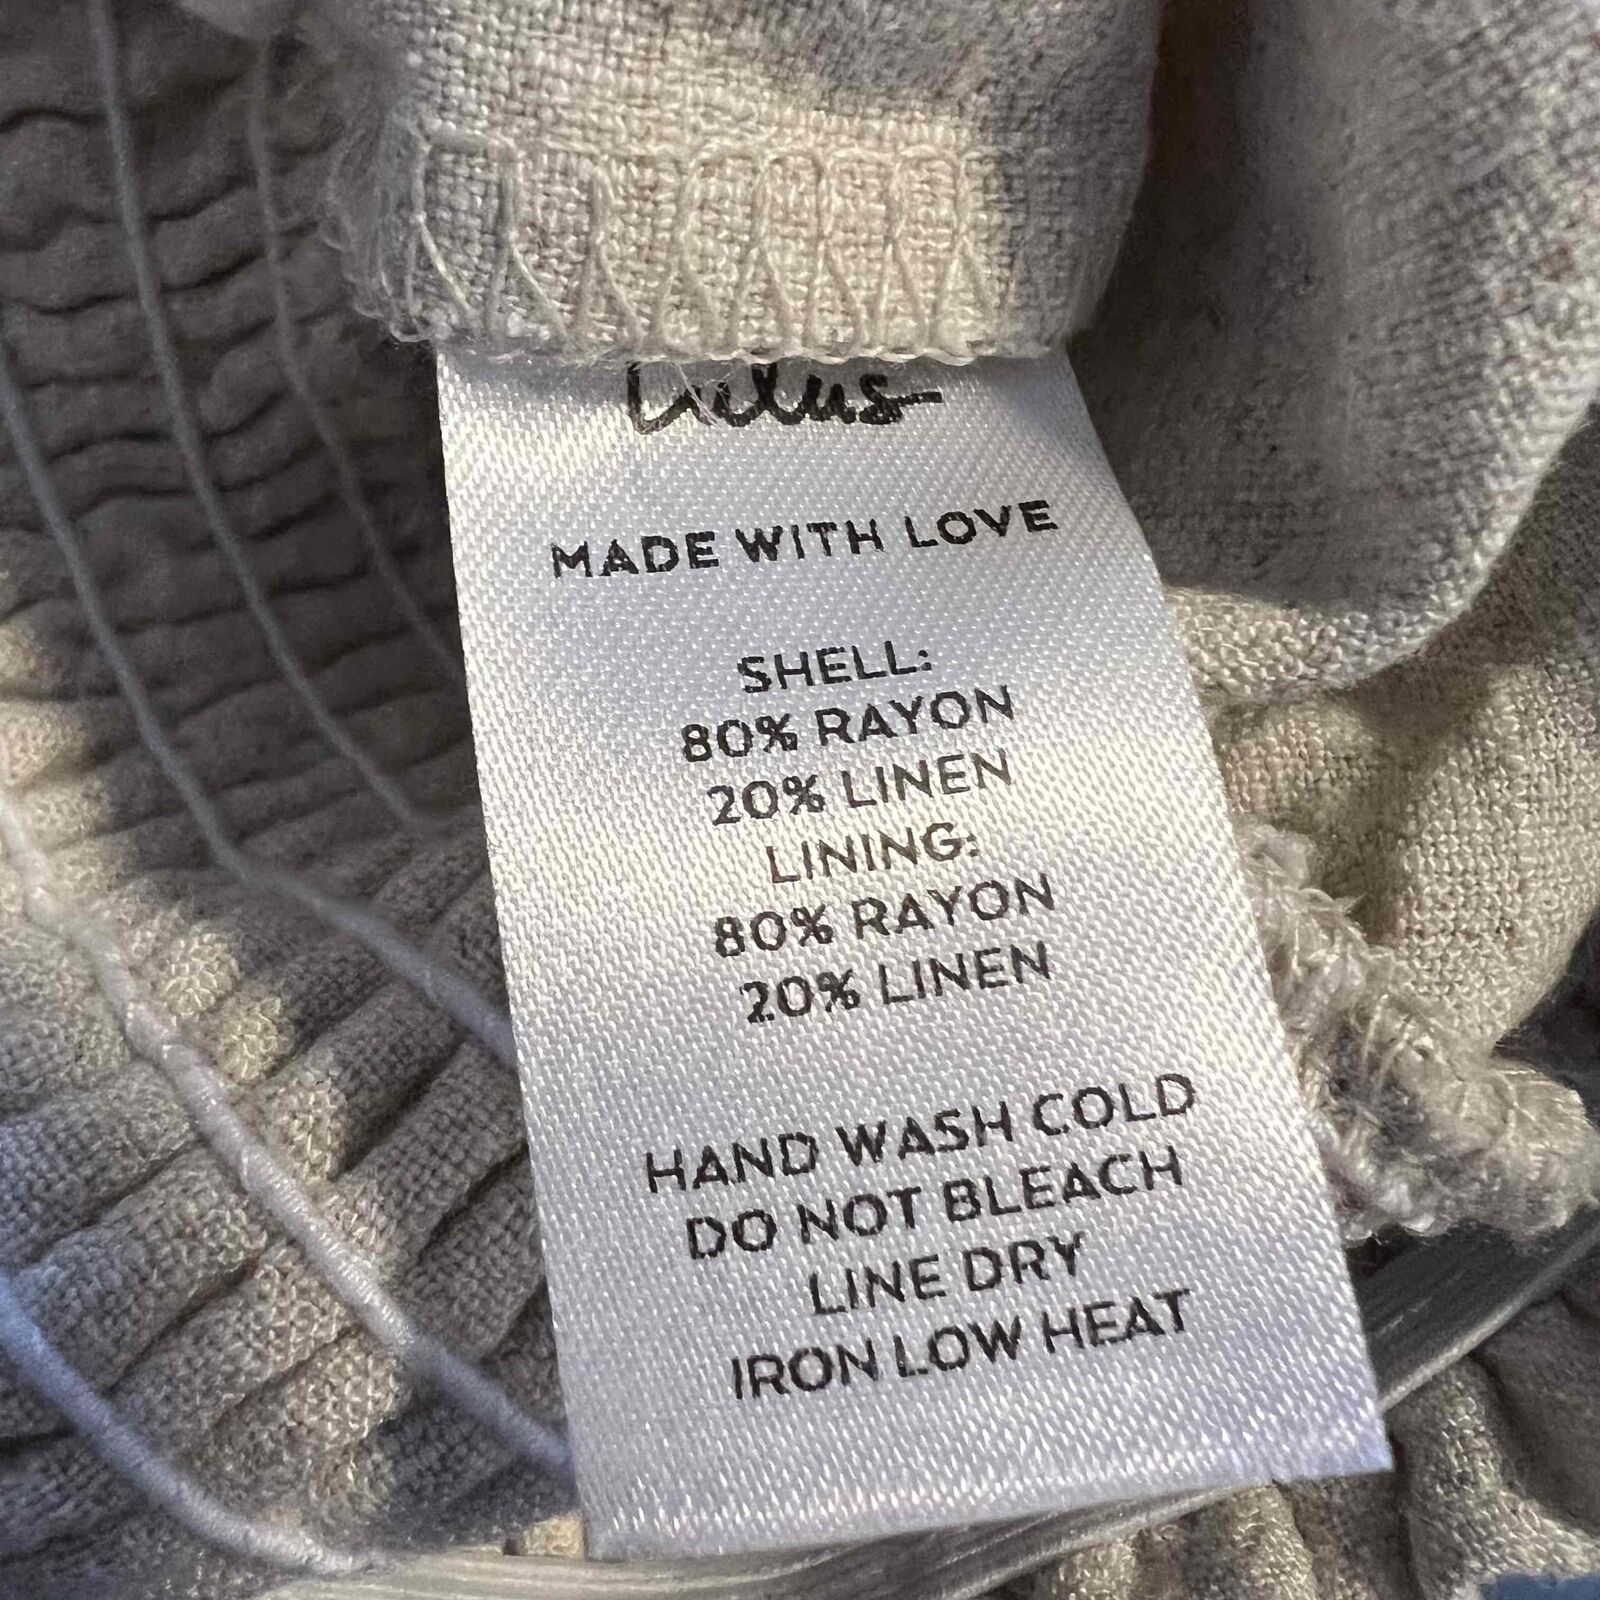 Lulus
MADE WITH LOVE
SHELL:
80% RAYON
20% LINEN
LINING:
80% RAYON
20% LINEN
HAND WASH COLD
DO NOT BLEACH
LINE DRY
IRON LOW HEAT